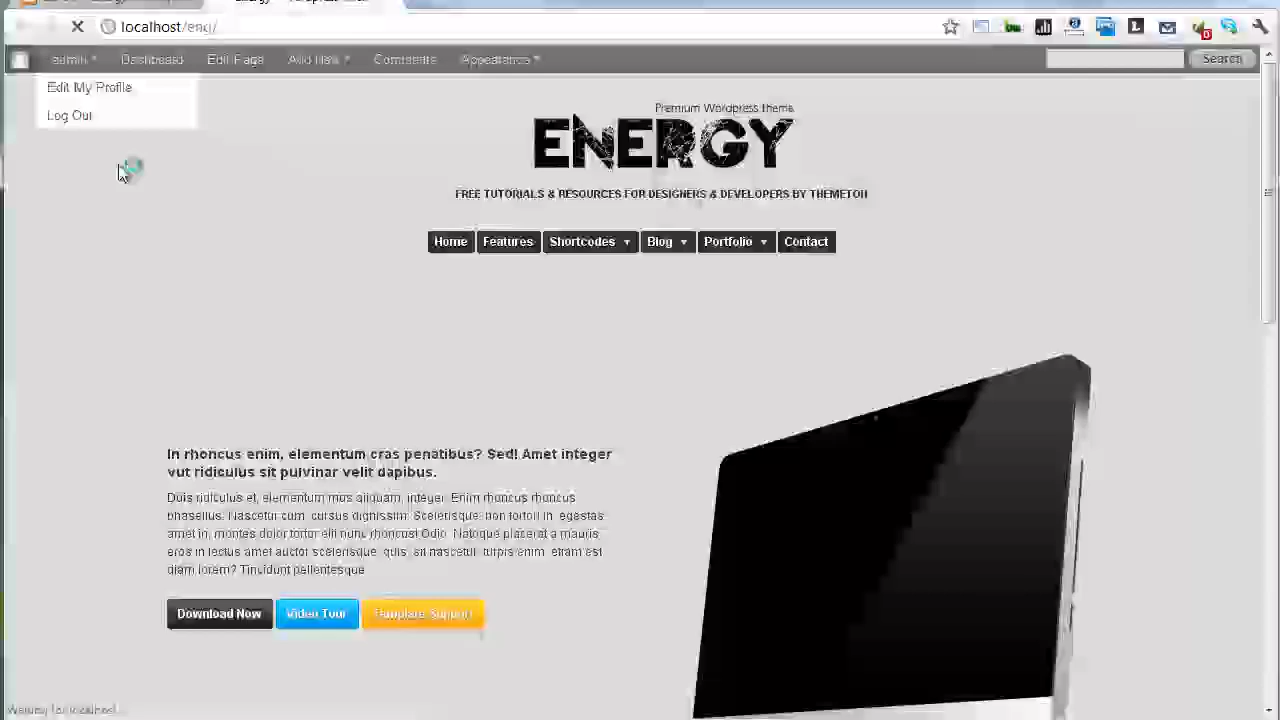 localhost/eng/
admin Dashboard Edit Page Add New Comments Appearance Search
Edit My Profile
Log Out
Premium Wordpress theme
ENERGY
FREE TUTORIALS & RESOURCES FOR DESIGNERS & DEVELOPERS BY THEMETON
Home Features Shortcodes Blog Portfolio Contact
In rhoncus enim, elementum cras penatibus? Sed! Amet integer
vut ridiculus sit pulvinar velit dapibus.
Duis ridiculus et, elementum mus aliquam, integer. Enim rhoncus rhoncus
phasellus. Nascetur cum, cursus dignissim. Scelerisque non tortor in, egestas
amet in, montes dolor tortor elit nunc rhoncus! Odio. Natoque placerat a mauris
eros in lectus amet auctor scelerisque, quis, sit nascetur, turpis enim, etiam est
diam lorem? Tincidunt pellentesque
Download Now Video Tour Template Support
Waiting for localhost...